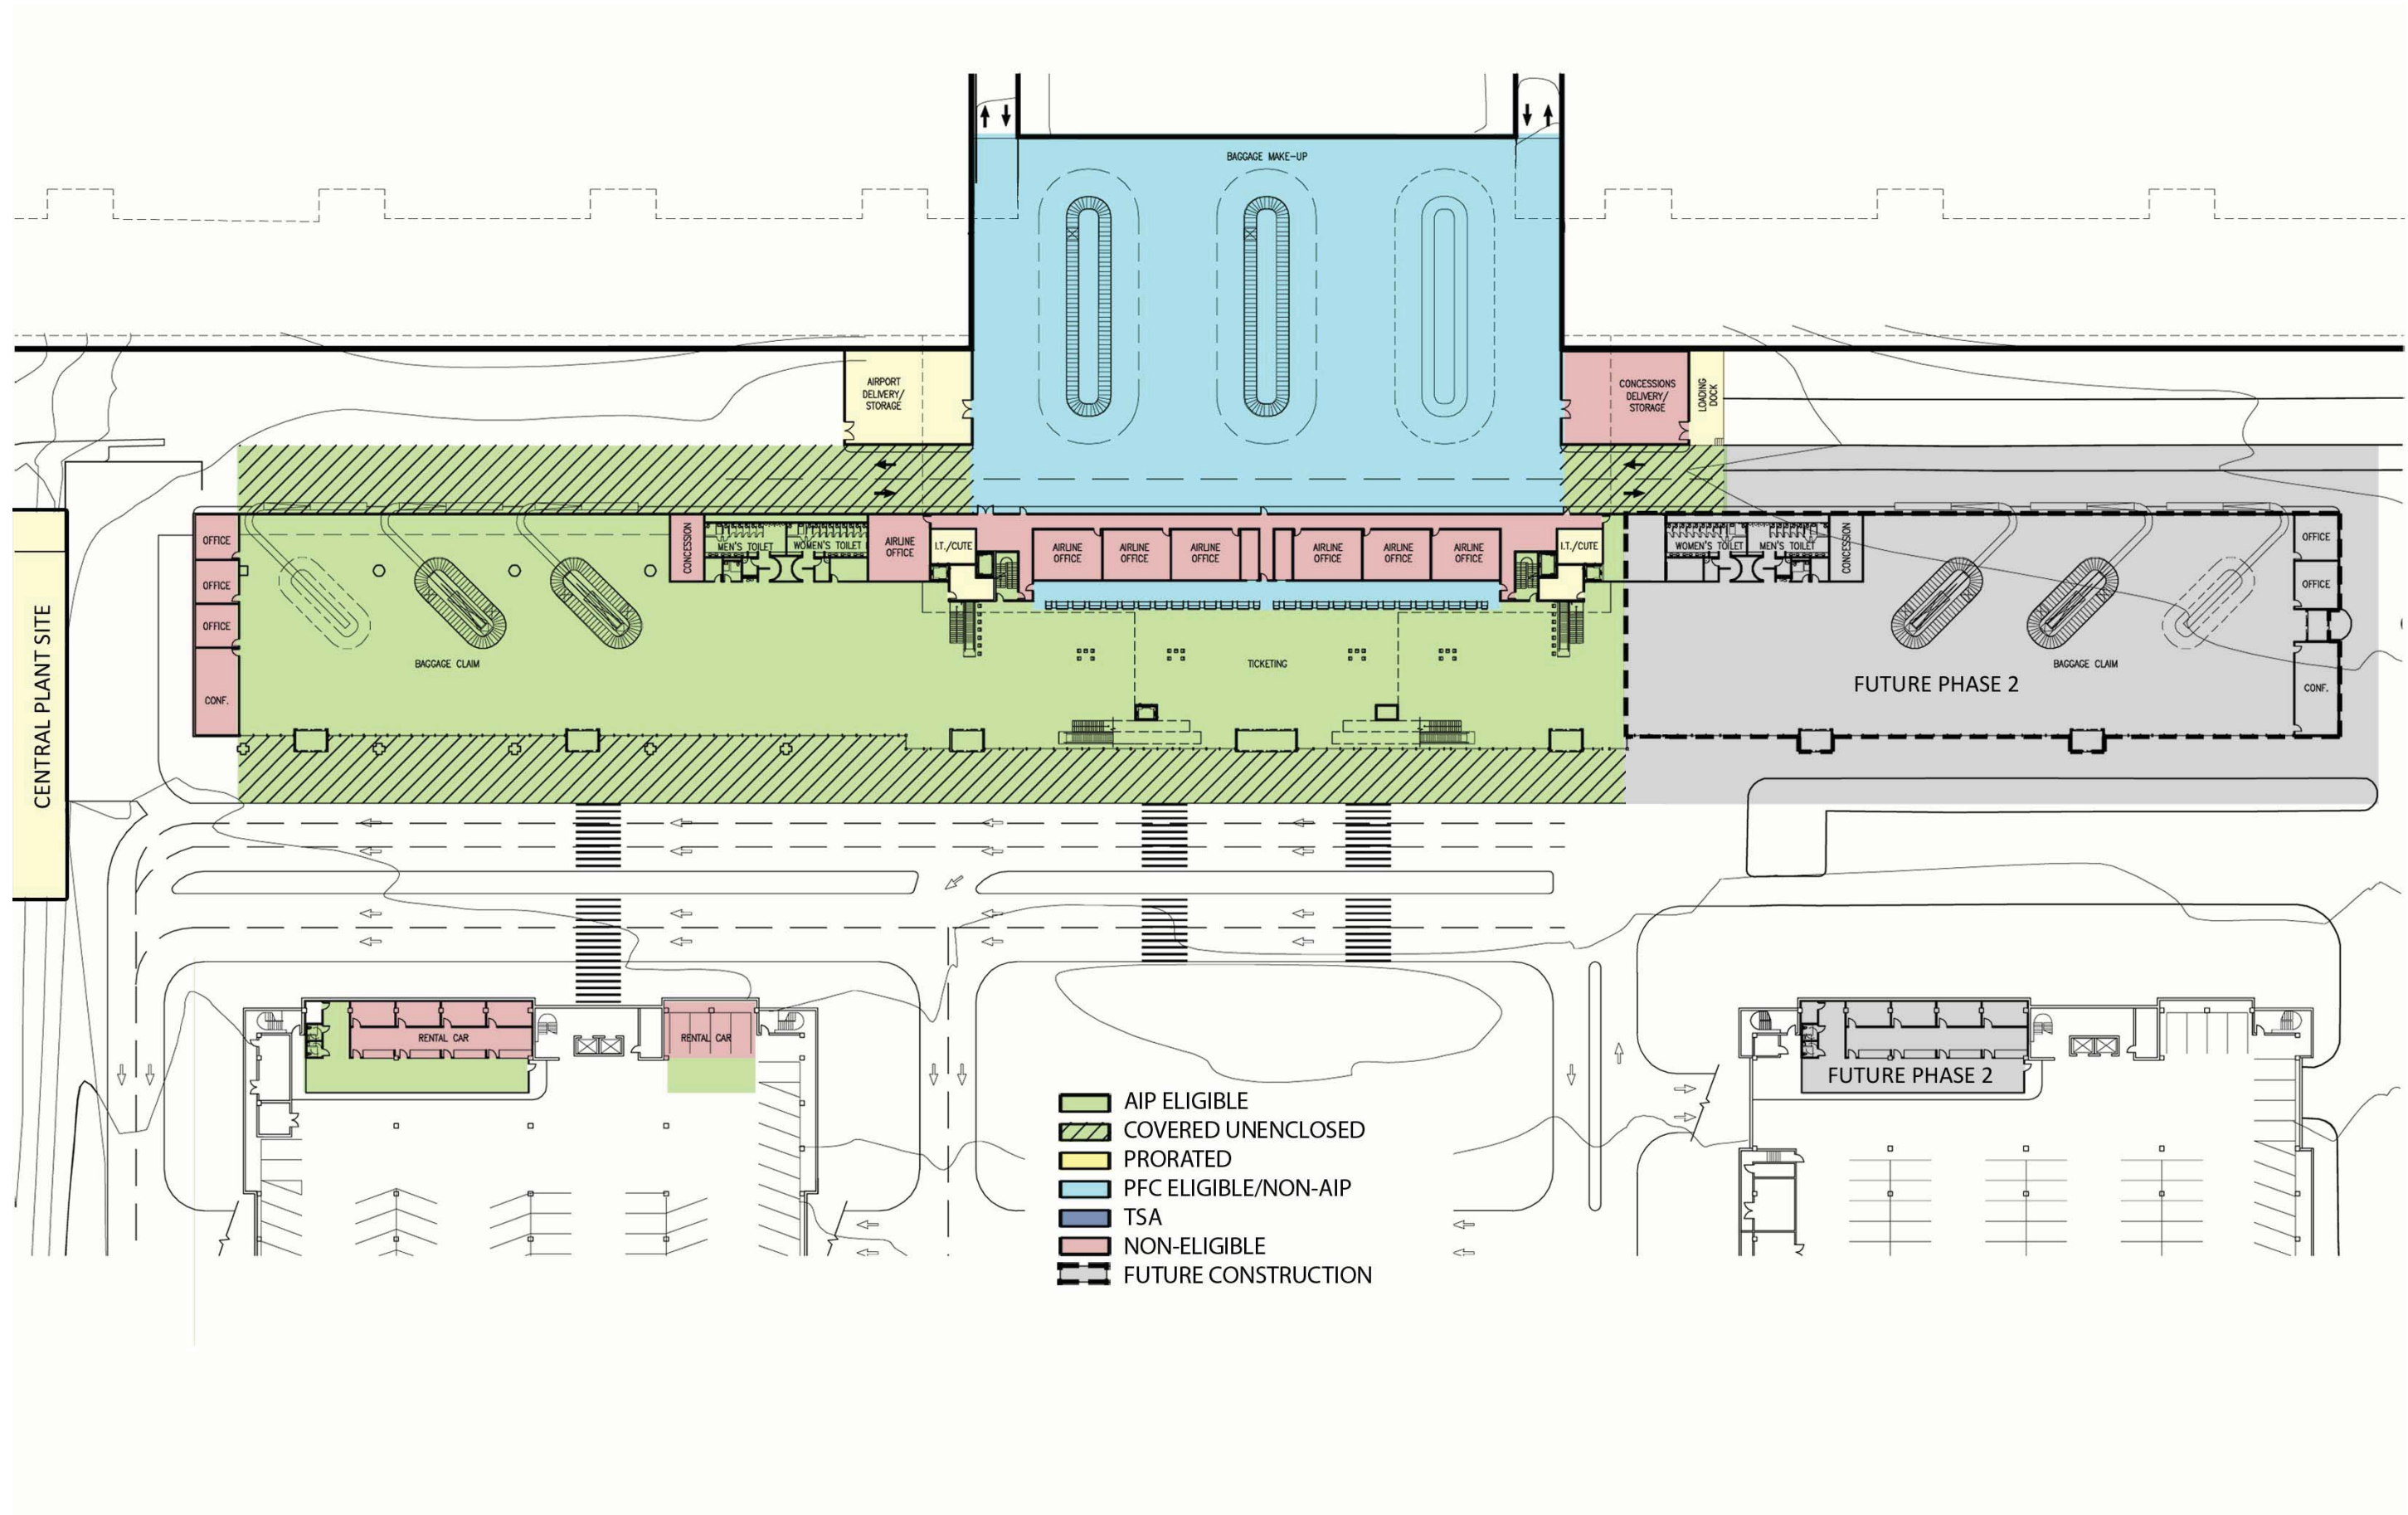 BAGGAGE MAKE-UP
AIRPORT
DELIVERY/
STORAGE
CONCESSIONS
DELIVERY/
STORAGE
LOADING
DOCK
CENTRAL PLANT SITE
OFFICE
OFFICE
OFFICE
CONF.
BAGGAGE CLAIM
CONCESSION
MEN'S TOILET
WOMEN'S TOILET
AIRLINE
OFFICE
I.T./CUTE
AIRLINE
OFFICE
AIRLINE
OFFICE
AIRLINE
OFFICE
AIRLINE
OFFICE
AIRLINE
OFFICE
AIRLINE
OFFICE
I.T./CUTE
TICKETING
WOMEN'S TOILET
MEN'S TOILET
CONCESSION
BAGGAGE CLAIM
FUTURE PHASE 2
OFFICE
OFFICE
CONF.
RENTAL CAR
RENTAL CAR
FUTURE PHASE 2
AIP ELIGIBLE
COVERED UNENCLOSED
PRORATED
PFC ELIGIBLE/NON-AIP
TSA
NON-ELIGIBLE
FUTURE CONSTRUCTION